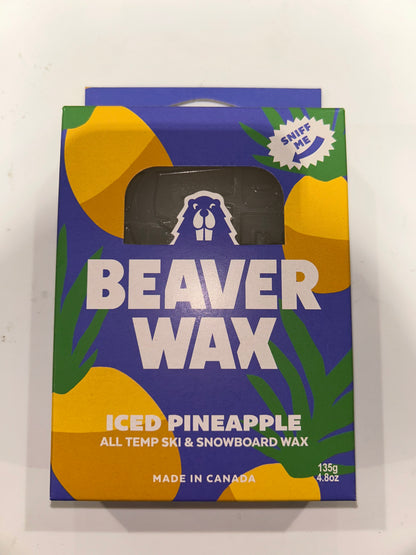 SNIFF
ME
BEAVER
WAX
ICED PINEAPPLE
ALL TEMP SKI & SNOWBOARD WAX
MADE IN CANADA
135g
4.8oz